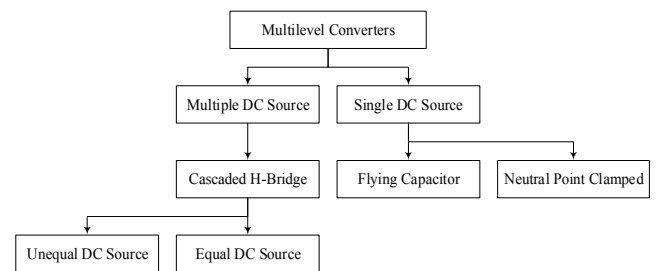 Multilevel Converters
Multiple DC Source
Single DC Source
Cascaded H-Bridge
Flying Capacitor
Neutral Point Clamped
Unequal DC Source
Equal DC Source